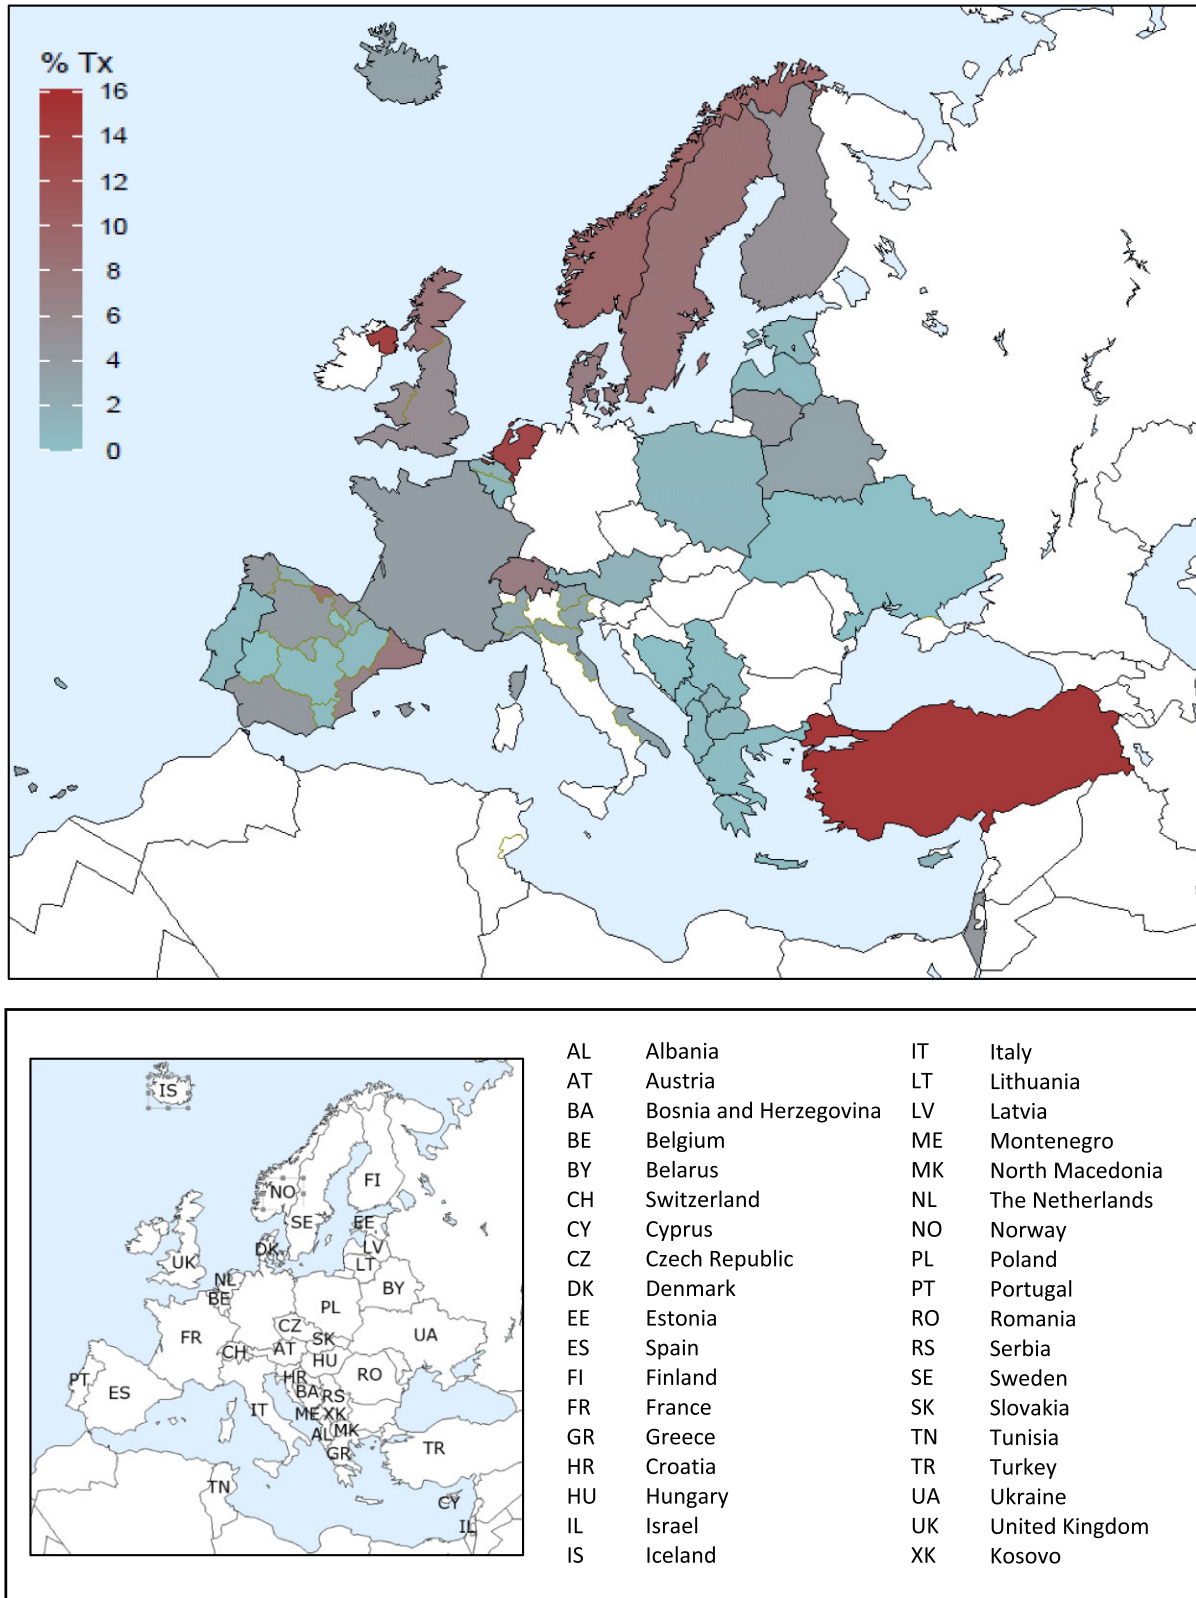 % Tx
16
14
12
10
8
6
4
2
0
IS
NO
FI
SE
EE
DK
LV
LT
UK
NL
BY
BE
PL
CZ
FR
SK
UA
CH
AT
HU
RO
HR
PT
BA
RS
ES
IT
ME
XK
AL
MK
TR
GR
TN
CY
IL
AL Albania IT Italy
AT Austria LT Lithuania
BA Bosnia and Herzegovina LV Latvia
BE Belgium ME Montenegro
BY Belarus MK North Macedonia
CH Switzerland NL The Netherlands
CY Cyprus NO Norway
CZ Czech Republic PL Poland
DK Denmark PT Portugal
EE Estonia RO Romania
ES Spain RS Serbia
FI Finland SE Sweden
FR France SK Slovakia
GR Greece TN Tunisia
HR Croatia TR Turkey
HU Hungary UA Ukraine
IL Israel UK United Kingdom
IS Iceland XK Kosovo